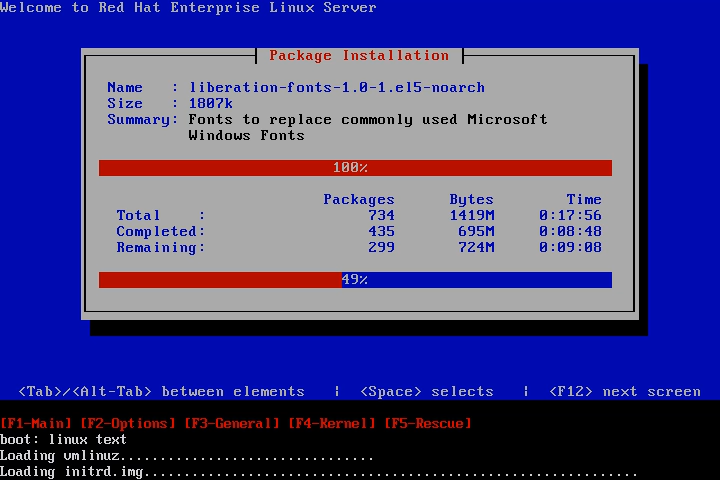 Welcome to Red Hat Enterprise Linux Server
Package Installation
Name : liberation-fonts-1.0-1.el5-noarch
Size : 1807k
Summary: Fonts to replace commonly used Microsoft
Windows Fonts
100%
Packages Bytes Time
Total : 734 1419M 0:17:56
Completed: 435 695M 0:08:48
Remaining: 299 724M 0:09:08
49%
<Tab>/<Alt-Tab> between elements | <Space> selects | <F12> next screen
[F1-Main] [F2-Options] [F3-General] [F4-Kernel] [F5-Rescue]
boot: linux text
Loading vmlinuz................................
Loading initrd.img..............................................................